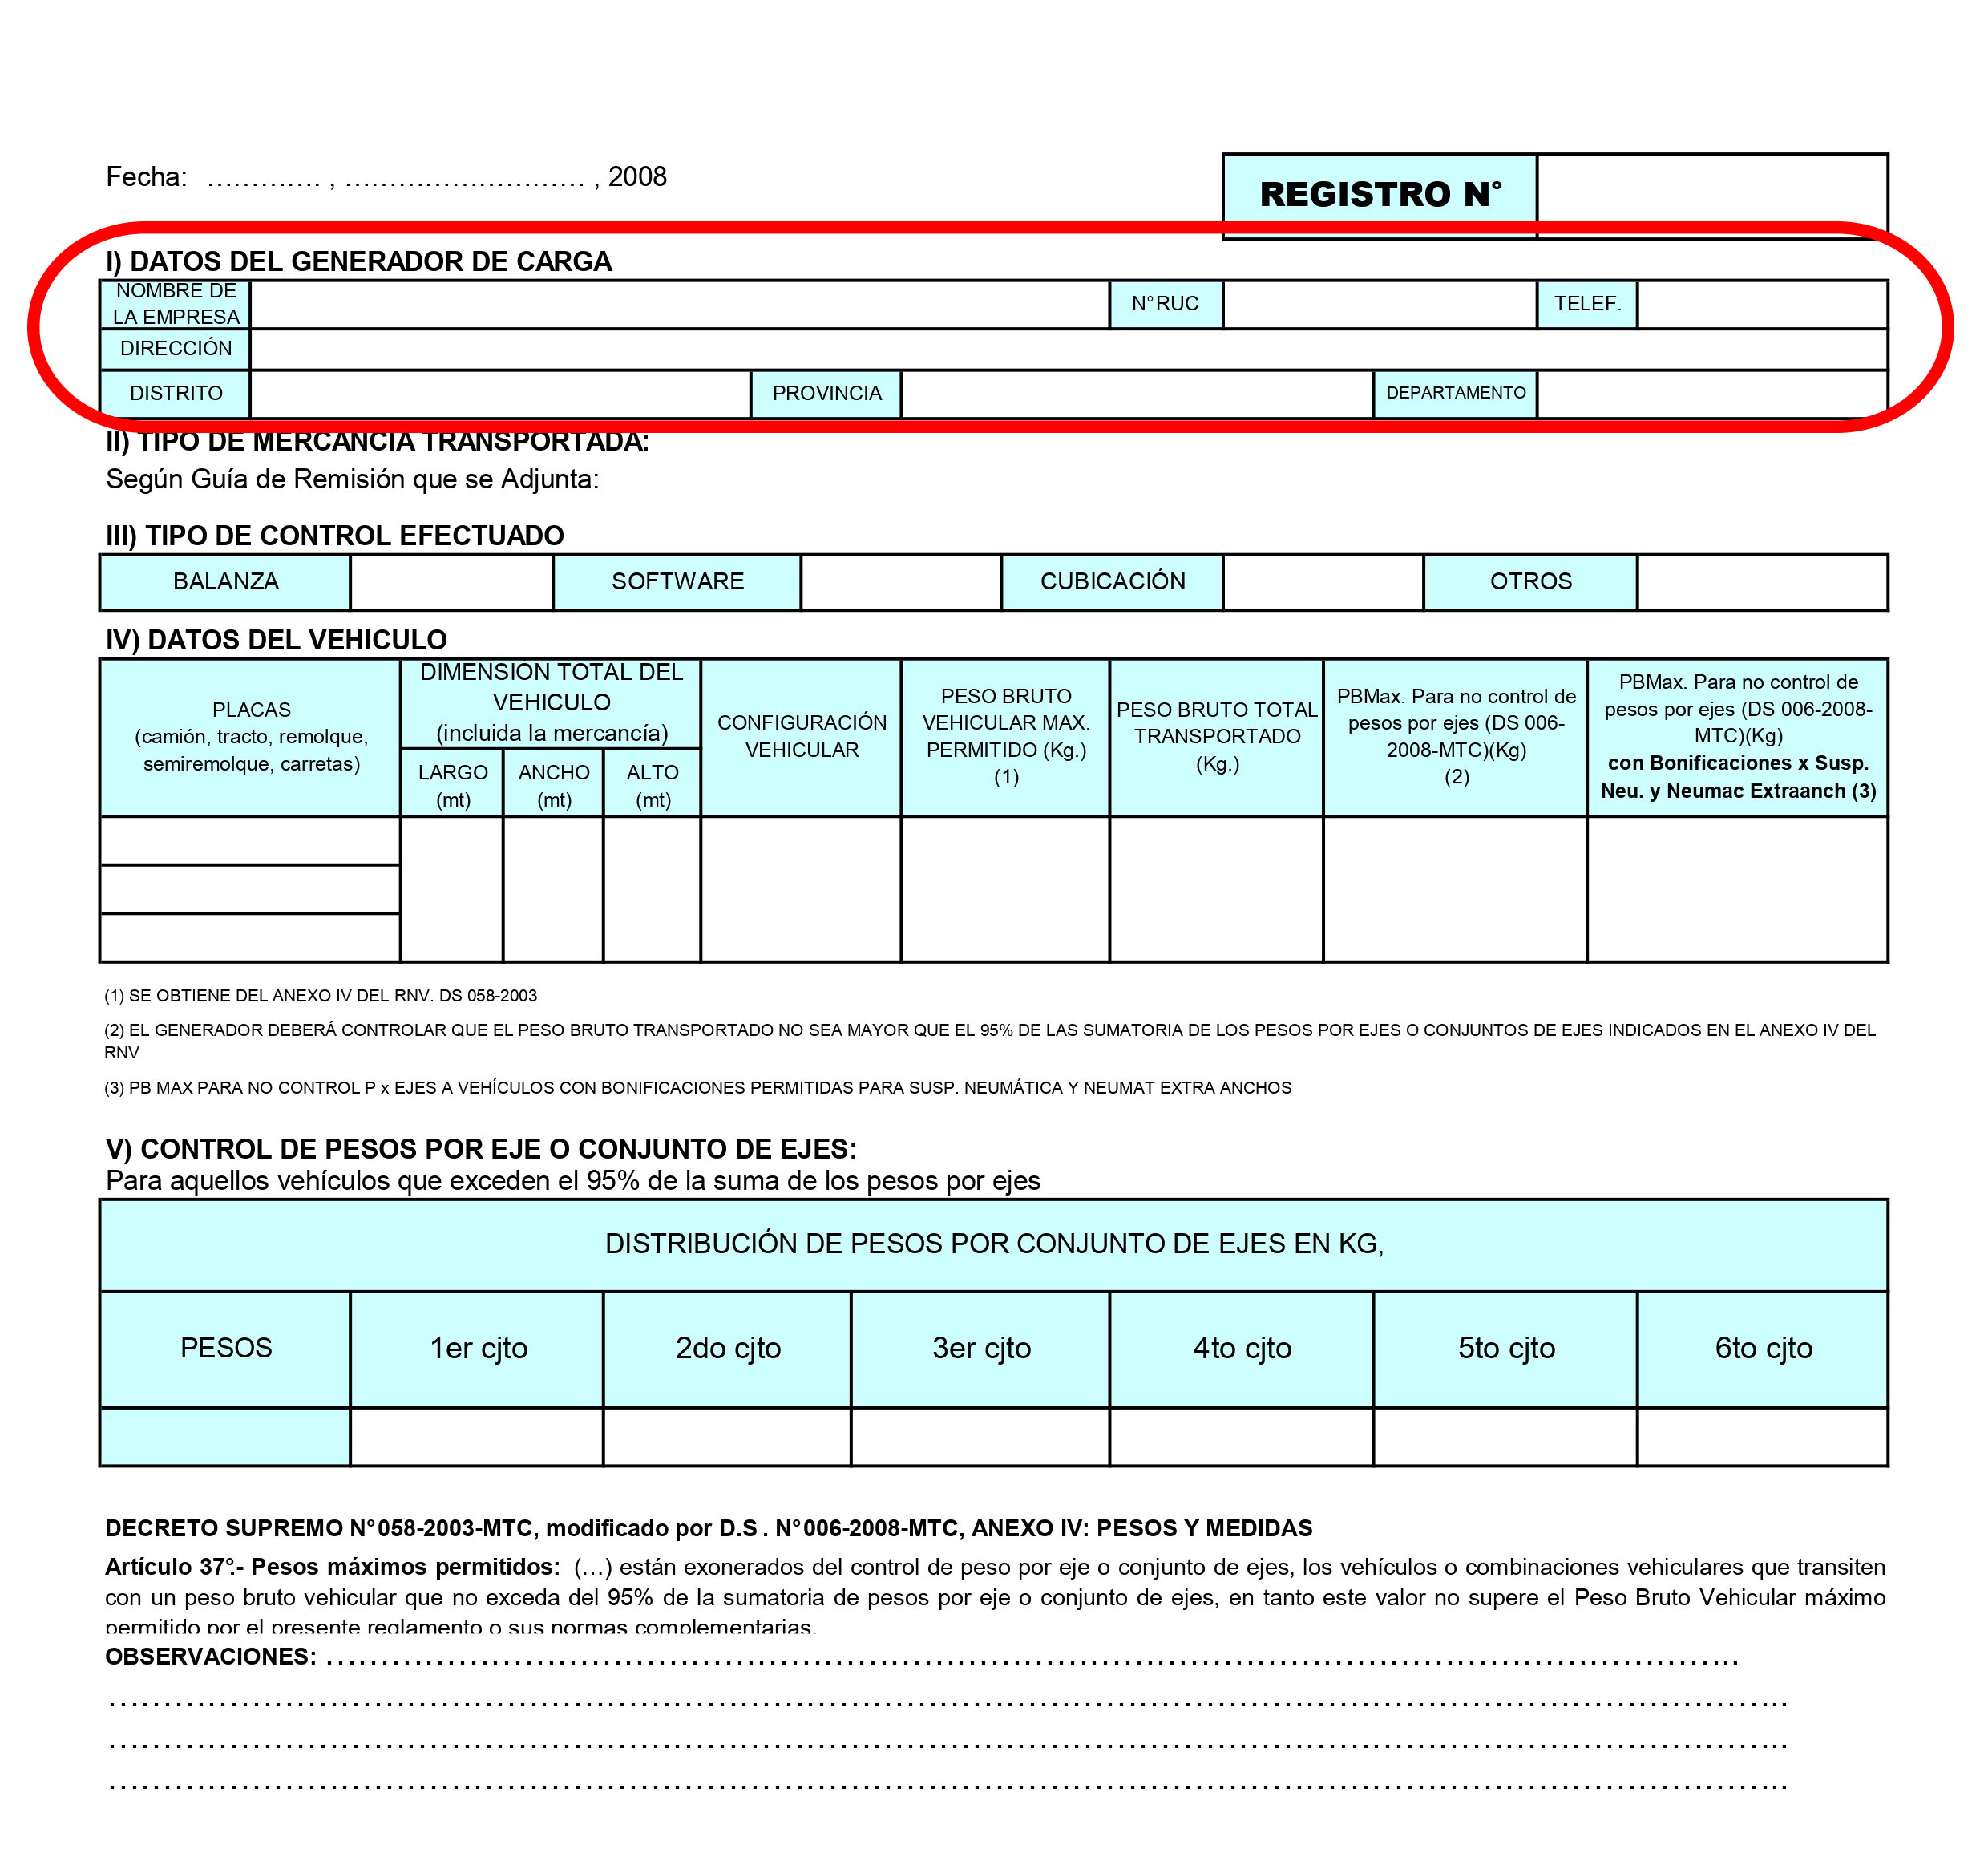 Fecha: ............. , ........................... , 2008
REGISTRO N°
I) DATOS DEL GENERADOR DE CARGA
NOMBRE DE
LA EMPRESA
N° RUC
TELEF.
DIRECCIÓN
DISTRITO
PROVINCIA
DEPARTAMENTO
II) TIPO DE MERCANCIA TRANSPORTADA:
Según Guía de Remisión que se Adjunta:
III) TIPO DE CONTROL EFECTUADO
BALANZA
SOFTWARE
CUBICACIÓN
OTROS
IV) DATOS DEL VEHICULO
PLACAS
(camión, tracto, remolque,
semiremolque, carretas)
DIMENSIÓN TOTAL DEL
VEHICULO
(incluida la mercancía)
LARGO
(mt)
ANCHO
(mt)
ALTO
(mt)
CONFIGURACIÓN
VEHICULAR
PESO BRUTO
VEHICULAR MAX.
PERMITIDO (Kg.)
(1)
PESO BRUTO TOTAL
TRANSPORTADO
(Kg.)
PBMax. Para no control de
pesos por ejes (DS 006-
2008-MTC)(Kg)
(2)
PBMax. Para no control de
pesos por ejes (DS 006-2008-
MTC)(Kg)
con Bonificaciones x Susp.
Neu. y Neumac Extraanch (3)
(1) SE OBTIENE DEL ANEXO IV DEL RNV. DS 058-2003
(2) EL GENERADOR DEBERÁ CONTROLAR QUE EL PESO BRUTO TRANSPORTADO NO SEA MAYOR QUE EL 95% DE LAS SUMATORIA DE LOS PESOS POR EJES O CONJUNTOS DE EJES INDICADOS EN EL ANEXO IV DEL
RNV
(3) PB MAX PARA NO CONTROL P x EJES A VEHÍCULOS CON BONIFICACIONES PERMITIDAS PARA SUSP. NEUMÁTICA Y NEUMAT EXTRA ANCHOS
V) CONTROL DE PESOS POR EJE O CONJUNTO DE EJES:
Para aquellos vehículos que exceden el 95% de la suma de los pesos por ejes
DISTRIBUCIÓN DE PESOS POR CONJUNTO DE EJES EN KG,
PESOS
1er cjto
2do cjto
3er cjto
4to cjto
5to cjto
6to cjto
DECRETO SUPREMO N° 058-2003-MTC, modificado por D.S . N° 006-2008-MTC, ANEXO IV: PESOS Y MEDIDAS
Artículo 37°.- Pesos máximos permitidos: (…) están exonerados del control de peso por eje o conjunto de ejes, los vehículos o combinaciones vehiculares que transiten
con un peso bruto vehicular que no exceda del 95% de la sumatoria de pesos por eje o conjunto de ejes, en tanto este valor no supere el Peso Bruto Vehicular máximo
permitido por el presente reglamento o sus normas complementarias.
OBSERVACIONES: ……………………………………………………………………………………………………………..